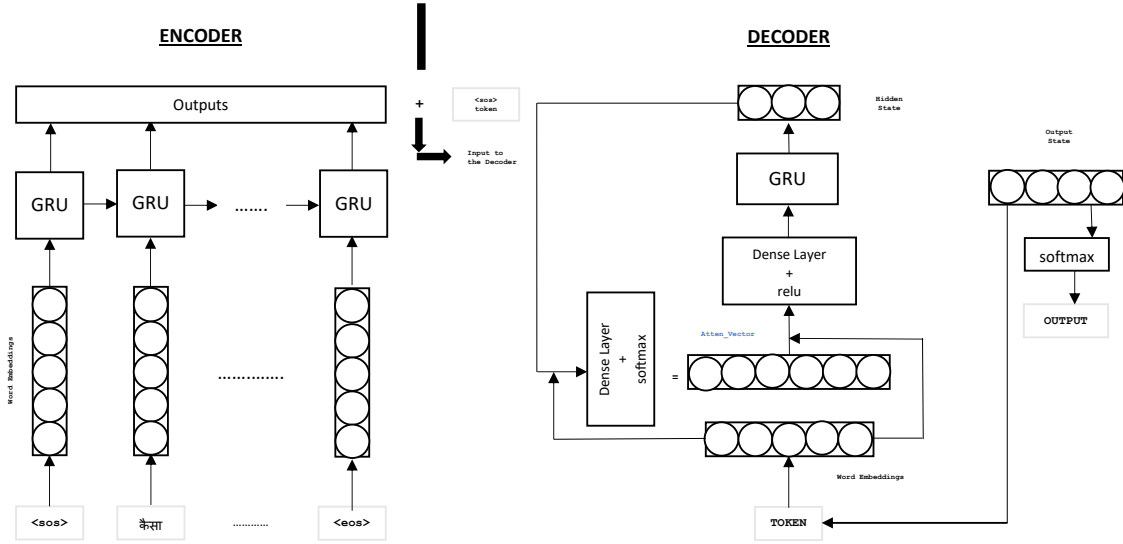 ENCODER
Outputs
GRU
GRU
.......
GRU
Word Embeddings
.............
<sos>
कैसा
............
<eos>
+
<sos>
token
Input to
the Decoder
DECODER
Hidden
State
GRU
Dense Layer
+
relu
Atten_Vector
Dense Layer
+
softmax
=
Word Embeddings
TOKEN
Output
State
softmax
OUTPUT